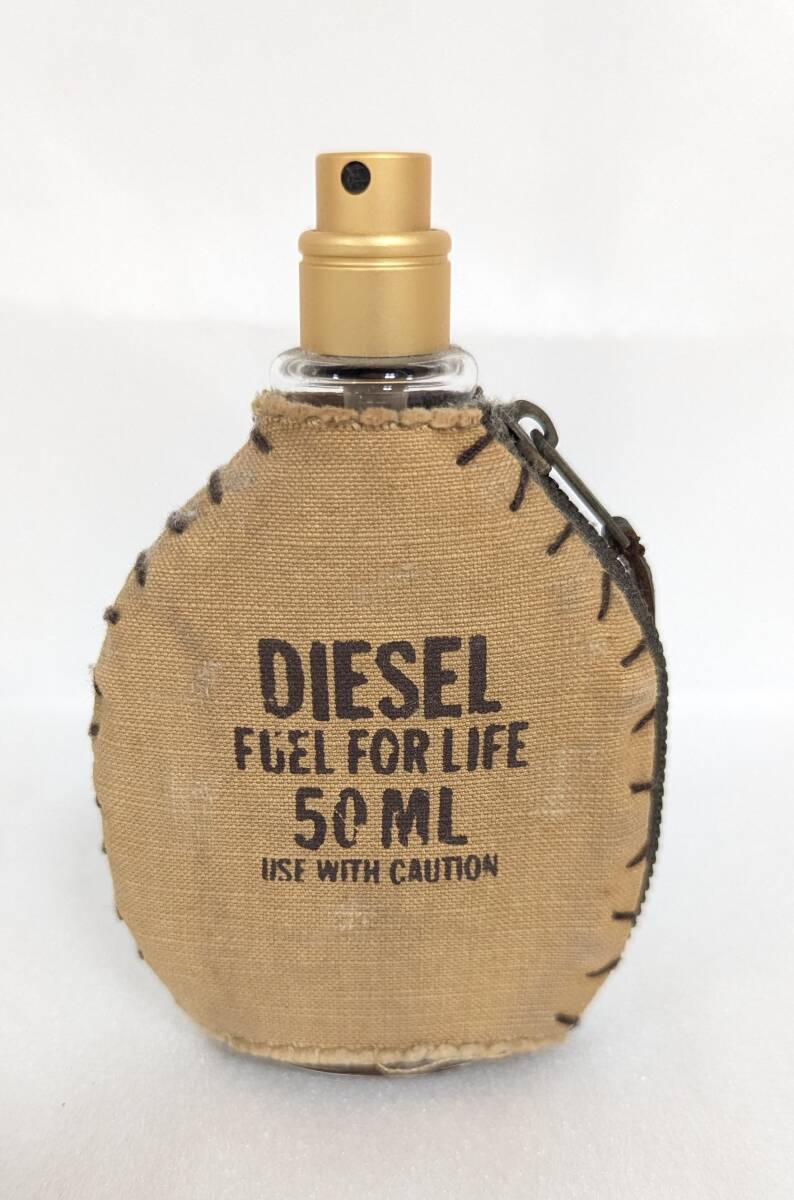 DIESEL
FUEL FOR LIFE
50 ML
USE WITH CAUTION